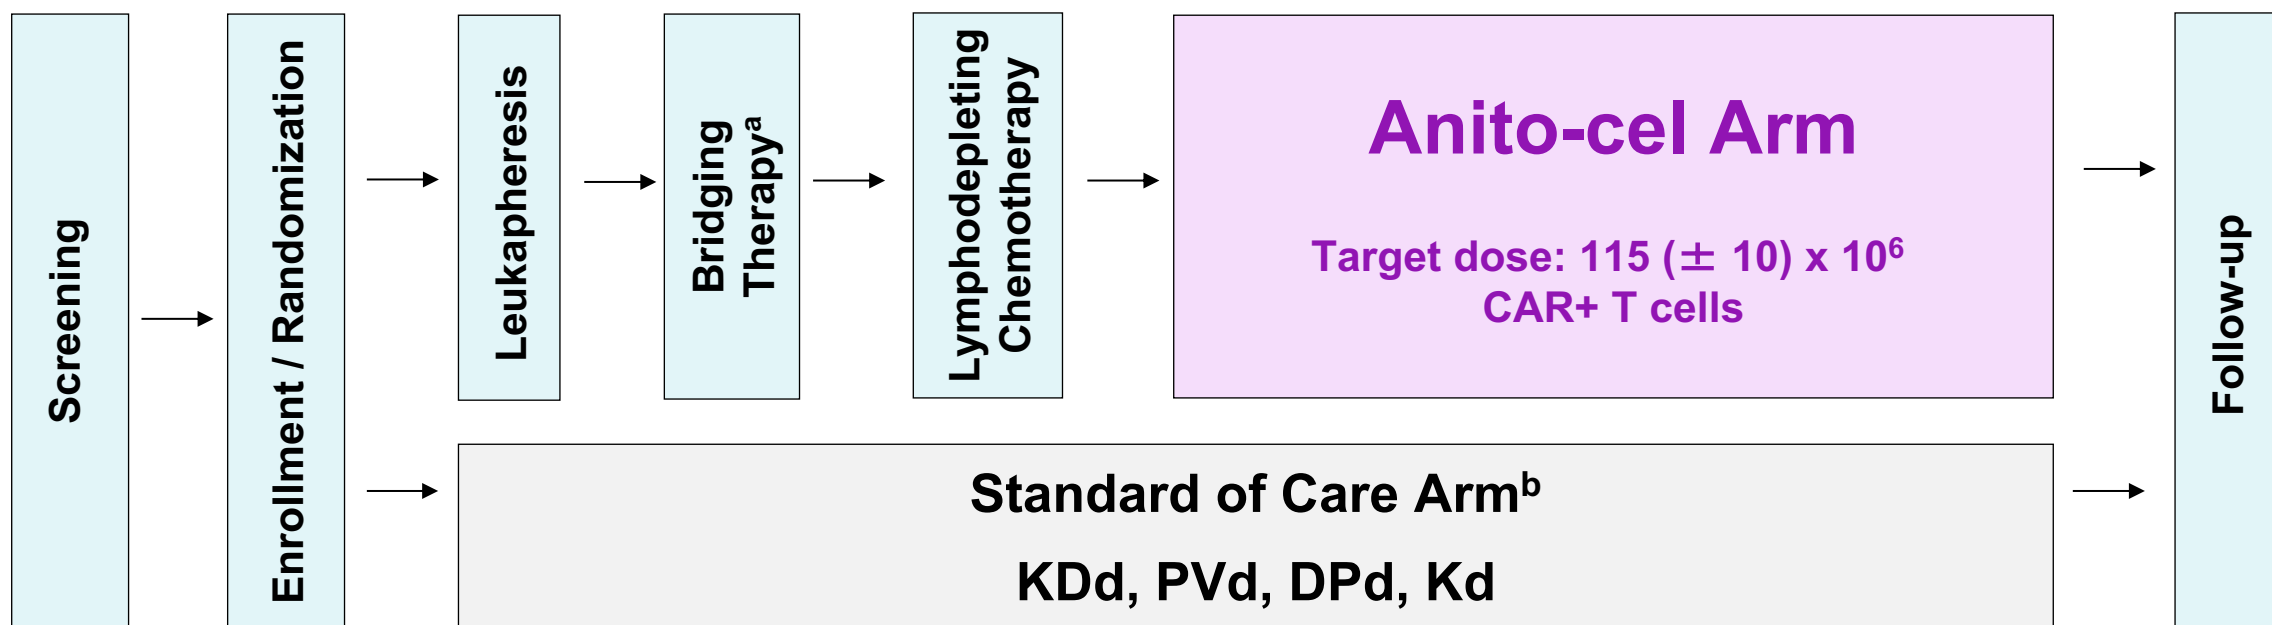 Screening
Enrollment / Randomization
Leukapheresis
Bridging
Therapyᵃ
Lymphodepleting
Chemotherapy
Anito-cel Arm
Target dose: 115 (± 10) x 10⁶
CAR+ T cells
Standard of Care Armᵇ
KDd, PVd, DPd, Kd
Follow-up